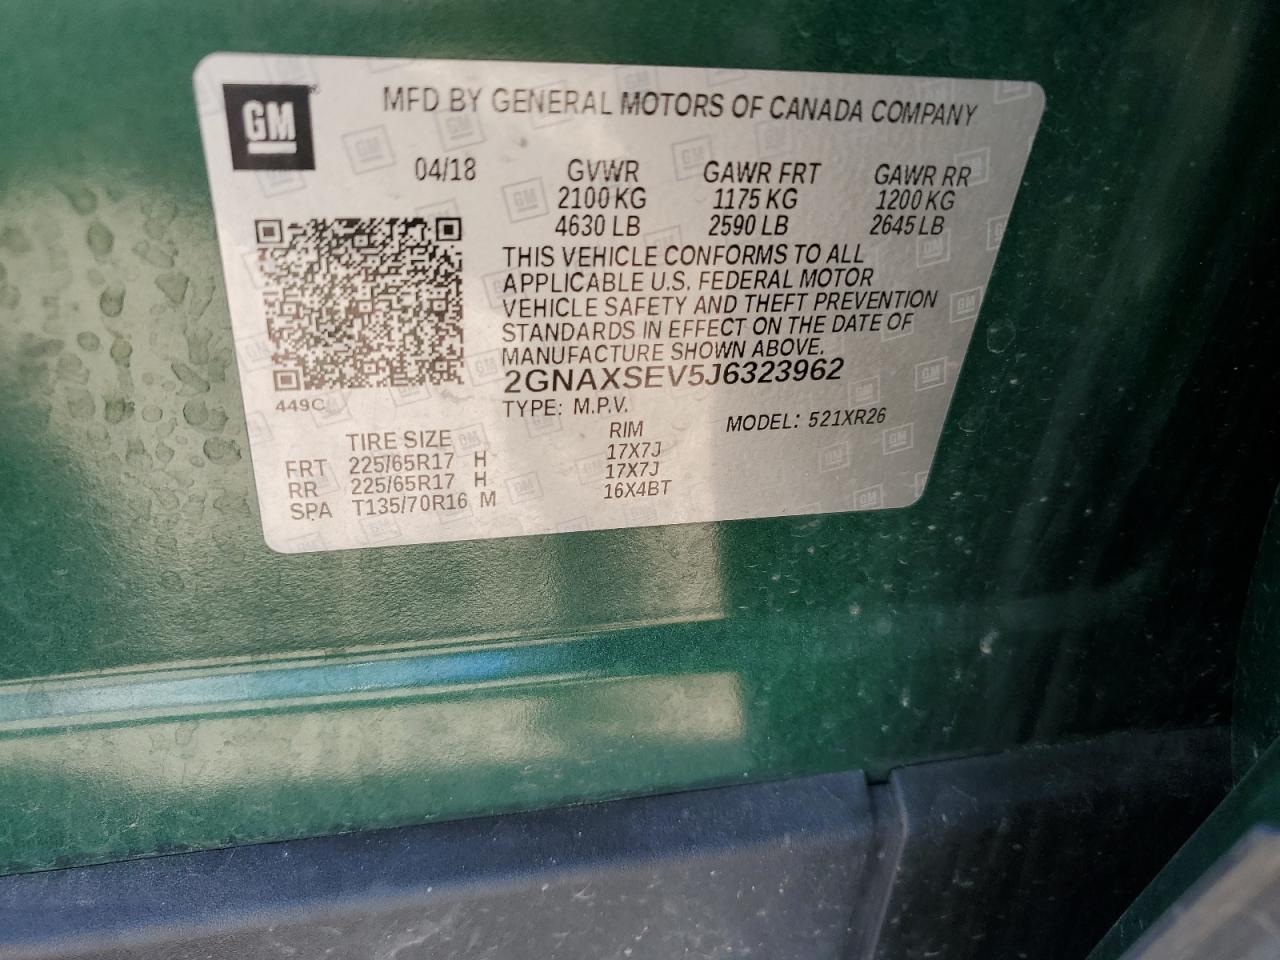 GM
MFD BY GENERAL MOTORS OF CANADA COMPANY
04/18 GVWR GAWR FRT GAWR RR
2100 KG 1175 KG 1200 KG
4630 LB 2590 LB 2645 LB
THIS VEHICLE CONFORMS TO ALL
APPLICABLE U.S. FEDERAL MOTOR
VEHICLE SAFETY AND THEFT PREVENTION
STANDARDS IN EFFECT ON THE DATE OF
MANUFACTURE SHOWN ABOVE.
2GNAXSEV5J6323962
449C
TYPE: M.P.V. MODEL: 521XR26
TIRE SIZE RIM
FRT 225/65R17 H 17X7J
RR 225/65R17 H 17X7J
SPA T135/70R16 M 16X4BT